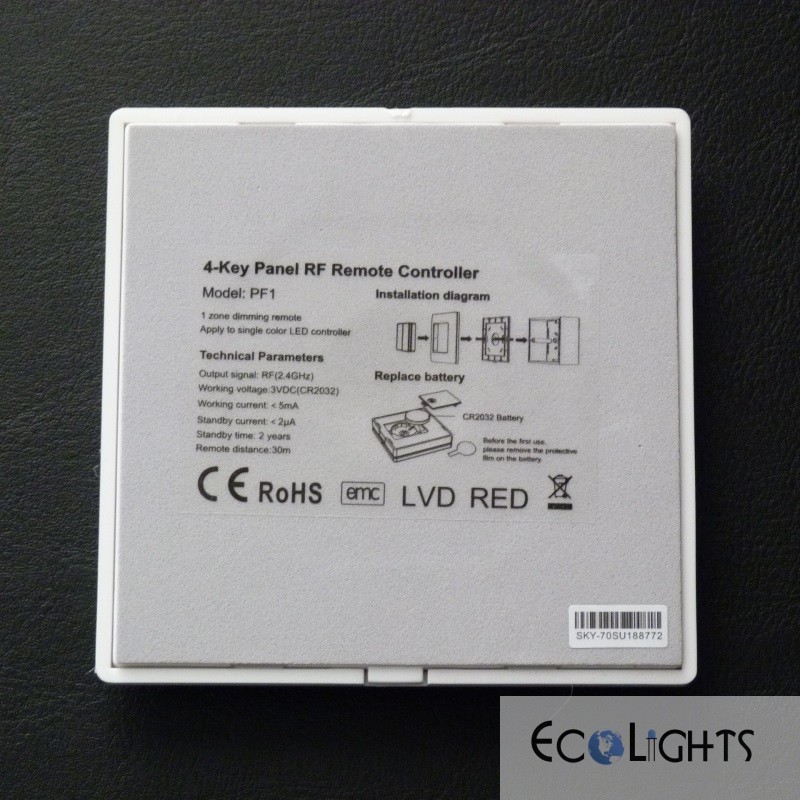 4-Key Panel RF Remote Controller
Model: PF1
1 zone dimming remote
Apply to single color LED controller
Technical Parameters
Output signal: RF(2.4GHz)
Working voltage: 3VDC(CR2032)
Working current: < 5mA
Standby current: < 2μA
Standby time: 2 years
Remote distance: 30m
Installation diagram
Replace battery
CR2032 Battery
Before the first use,
please remove the protective
film on the battery.
CE RoHS emc LVD RED
SKY-70SU188772
ECOLIGHTS